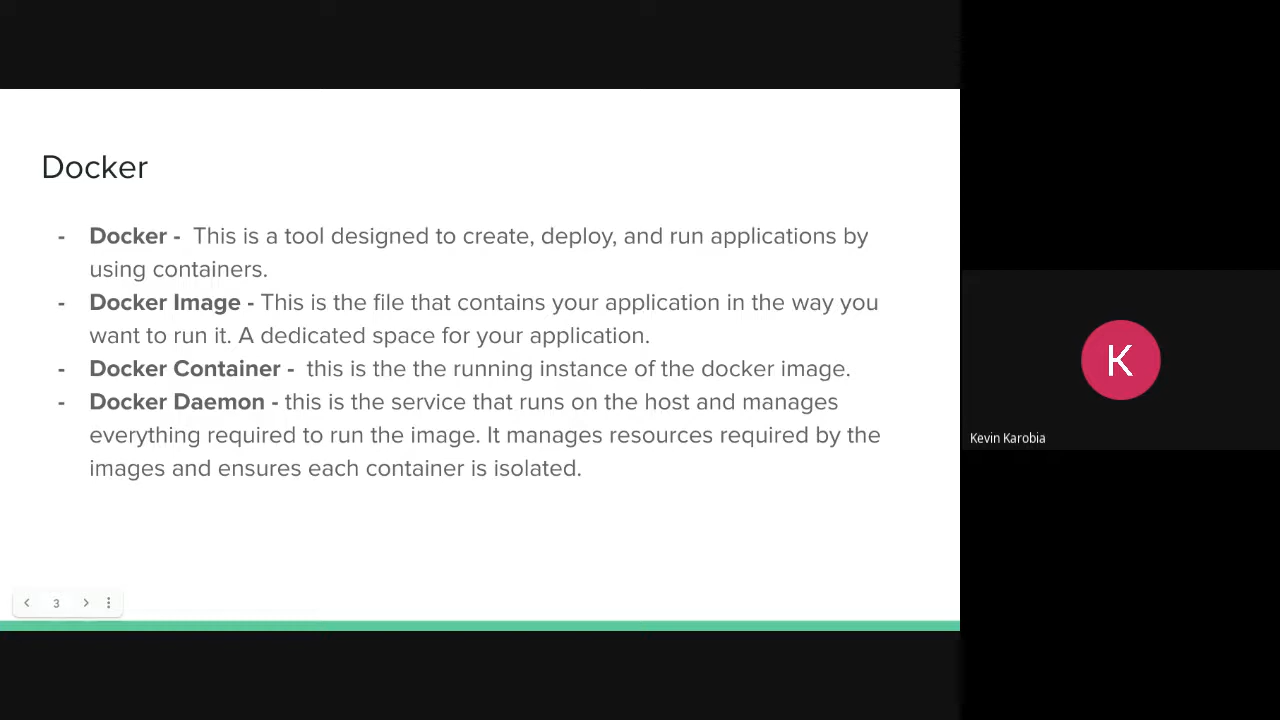 Docker
- Docker - This is a tool designed to create, deploy, and run applications by
using containers.
- Docker Image - This is the file that contains your application in the way you
want to run it. A dedicated space for your application.
- Docker Container - this is the the running instance of the docker image.
- Docker Daemon - this is the service that runs on the host and manages
everything required to run the image. It manages resources required by the
images and ensures each container is isolated.
3
K
Kevin Karobia